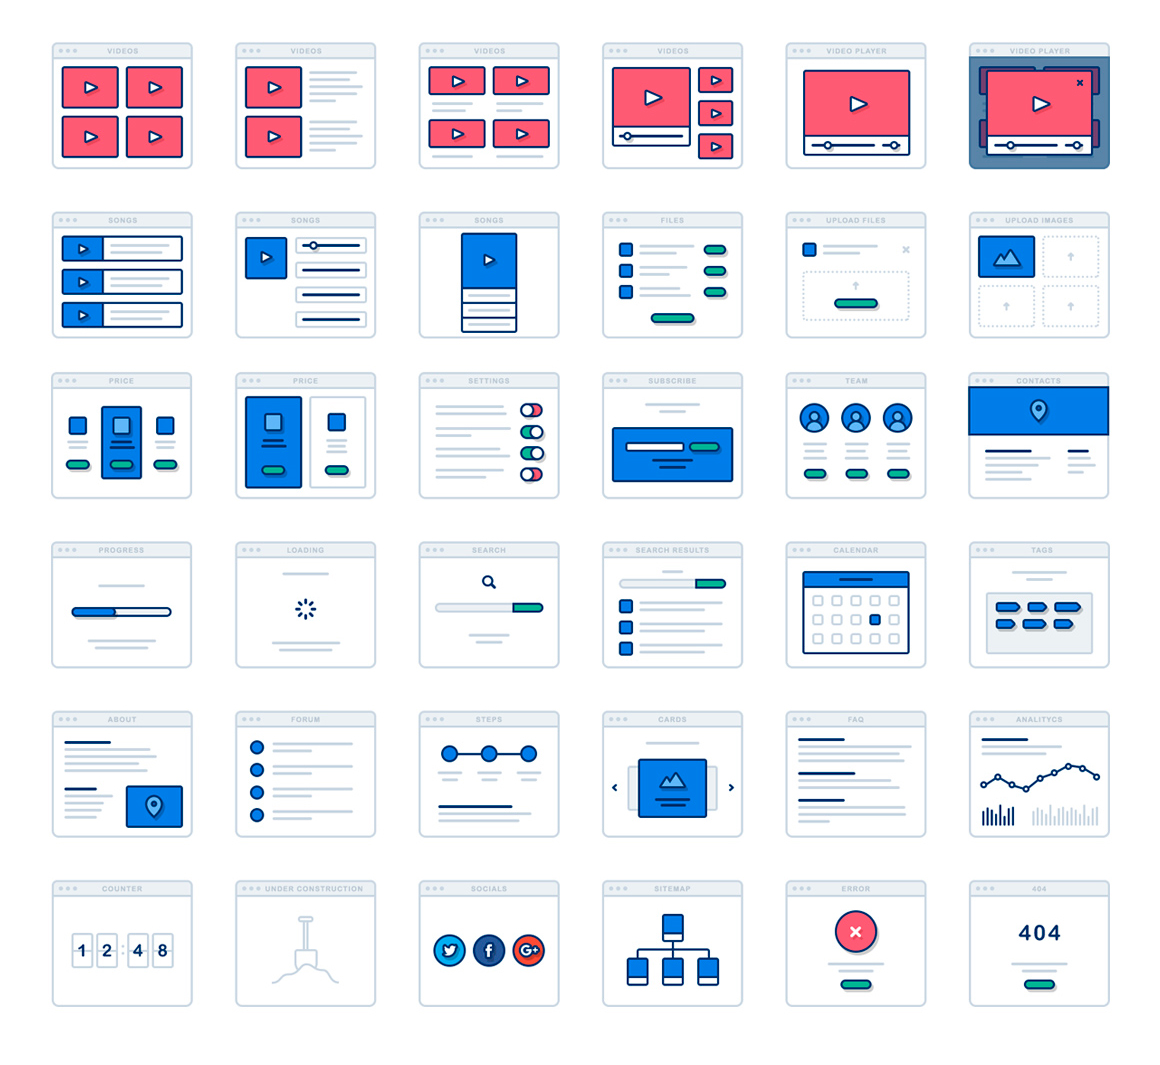 VIDEOS
VIDEOS
VIDEOS
VIDEOS
VIDEO PLAYER
VIDEO PLAYER
SONGS
SONGS
SONGS
FILES
UPLOAD FILES
UPLOAD IMAGES
PRICE
PRICE
SETTINGS
SUBSCRIBE
TEAM
CONTACTS
PROGRESS
LOADING
SEARCH
SEARCH RESULTS
CALENDAR
TAGS
ABOUT
FORUM
STEPS
CARDS
FAQ
ANALITYCS
COUNTER
UNDER CONSTRUCTION
SOCIALS
SITEMAP
ERROR
404
1 2 : 4 8
f
G+
404